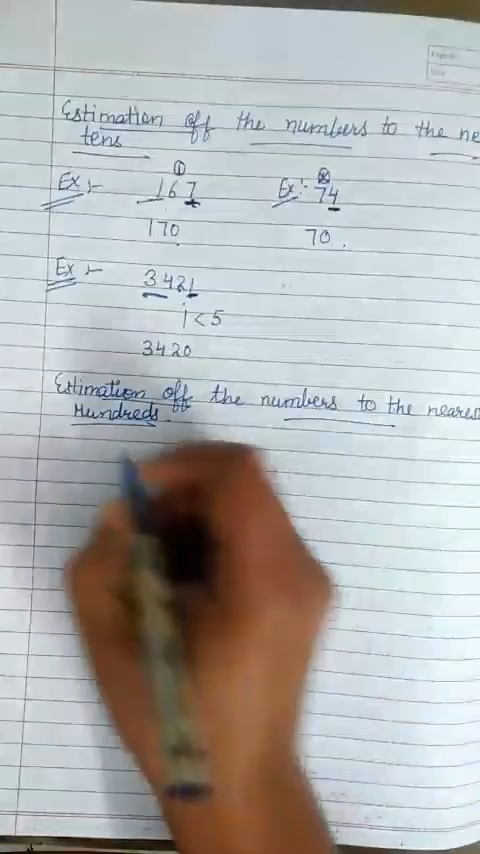 Estimation off the numbers to the ne
tens
Ex:- 167 Ex:- 74
170 70.
Ex:- 3421
1<5
3420
Estimation off the numbers to the neares
Hundreds.